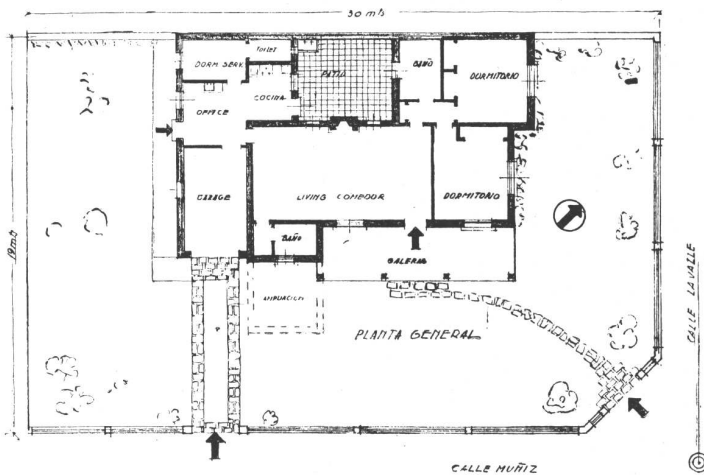 30 mts
TOILET
DORM. SERV.
PATIO
BAÑO
DORMITORIO
COCINA
OFFICE
GARAGE
LIVING COMEDOR
DORMITORIO
BAÑO
GALERIA
19 mts
AMPLIACION
PLANTA GENERAL
CALLE LAVALLE
CALLE MUÑIZ